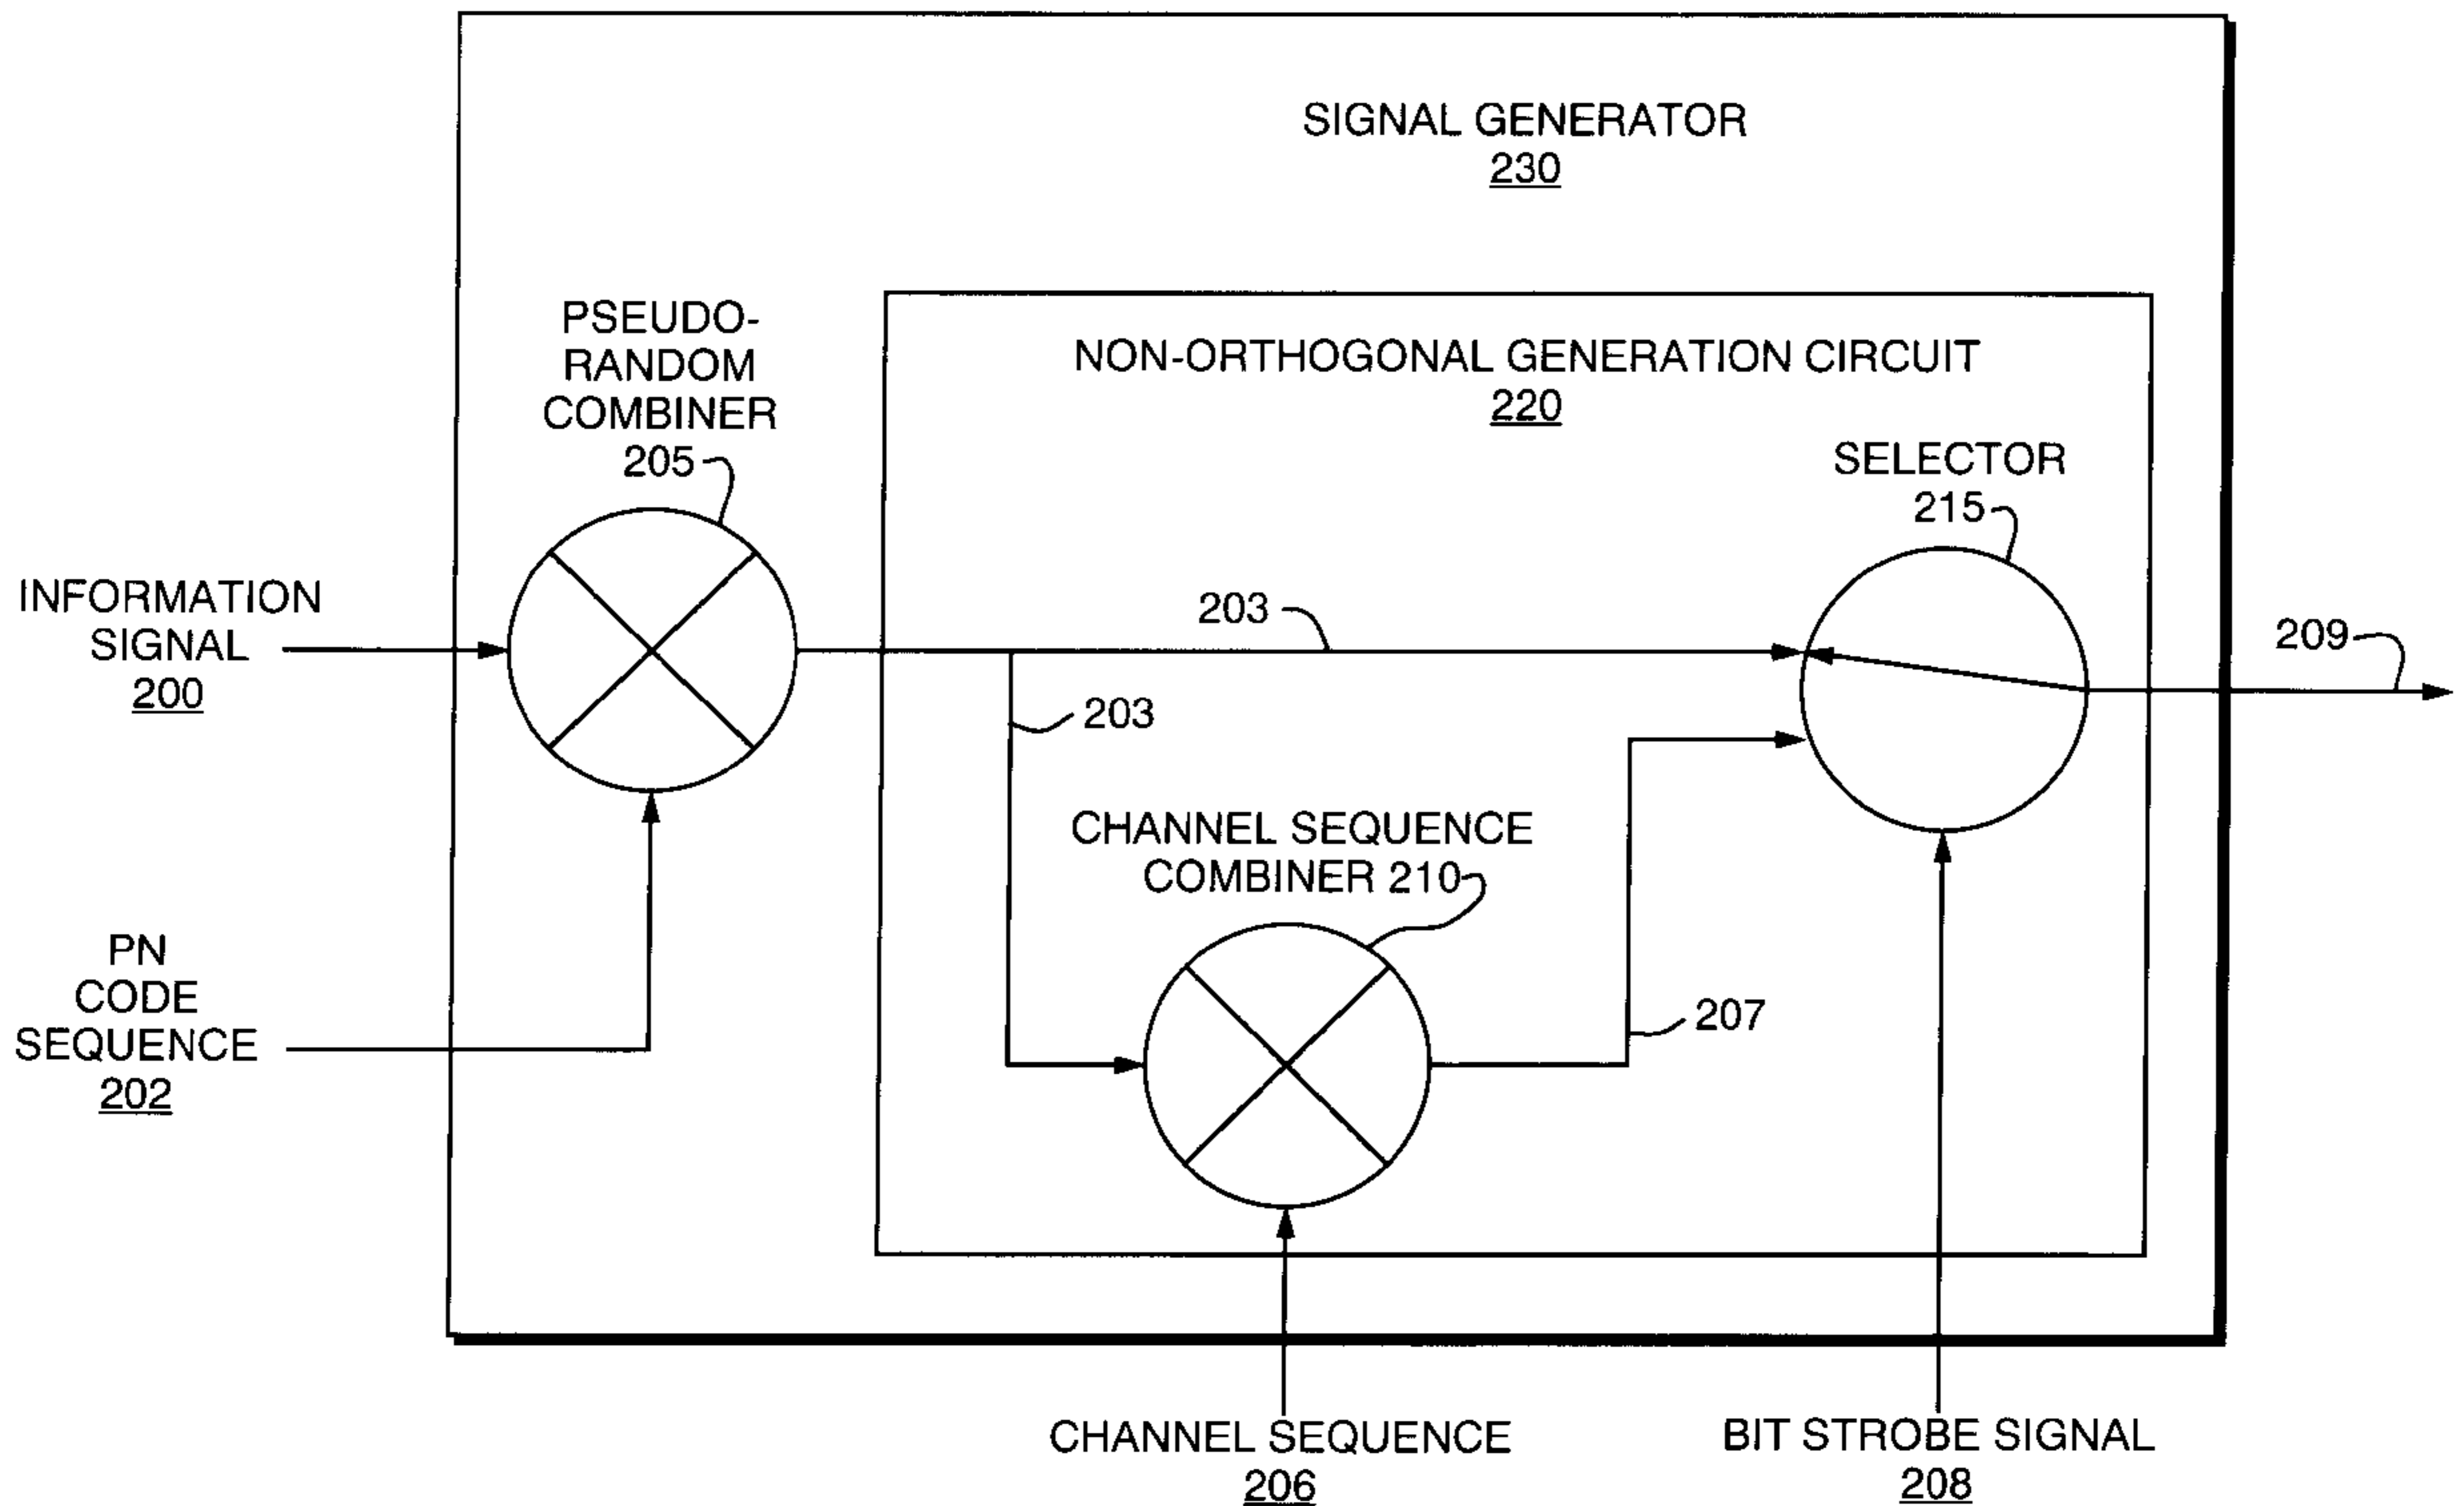 SIGNAL GENERATOR
230
PSEUDO-
RANDOM
COMBINER
205
NON-ORTHOGONAL GENERATION CIRCUIT
220
SELECTOR
215
INFORMATION
SIGNAL
200
203
203
209
CHANNEL SEQUENCE
COMBINER 210
PN
CODE
SEQUENCE
202
207
CHANNEL SEQUENCE
206
BIT STROBE SIGNAL
208